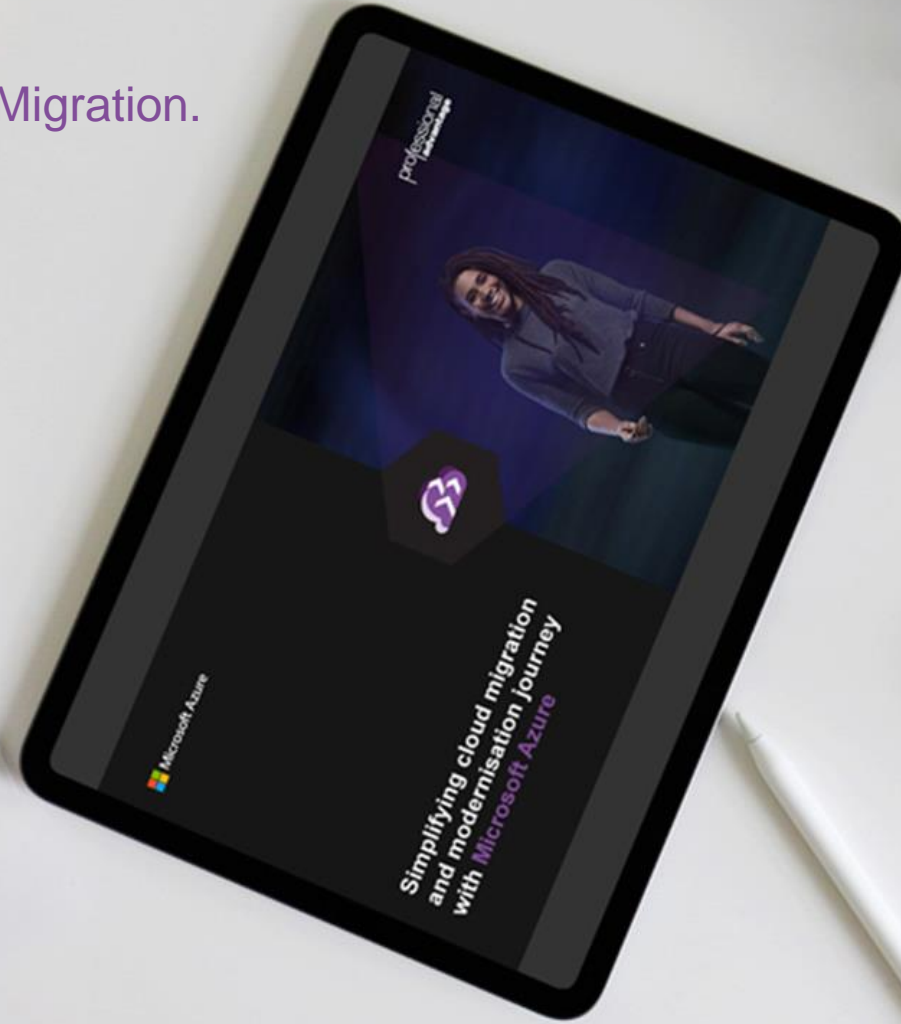 Migration.
professional
advantage
Microsoft Azure
Simplifying cloud migration
and modernisation journey
with Microsoft Azure